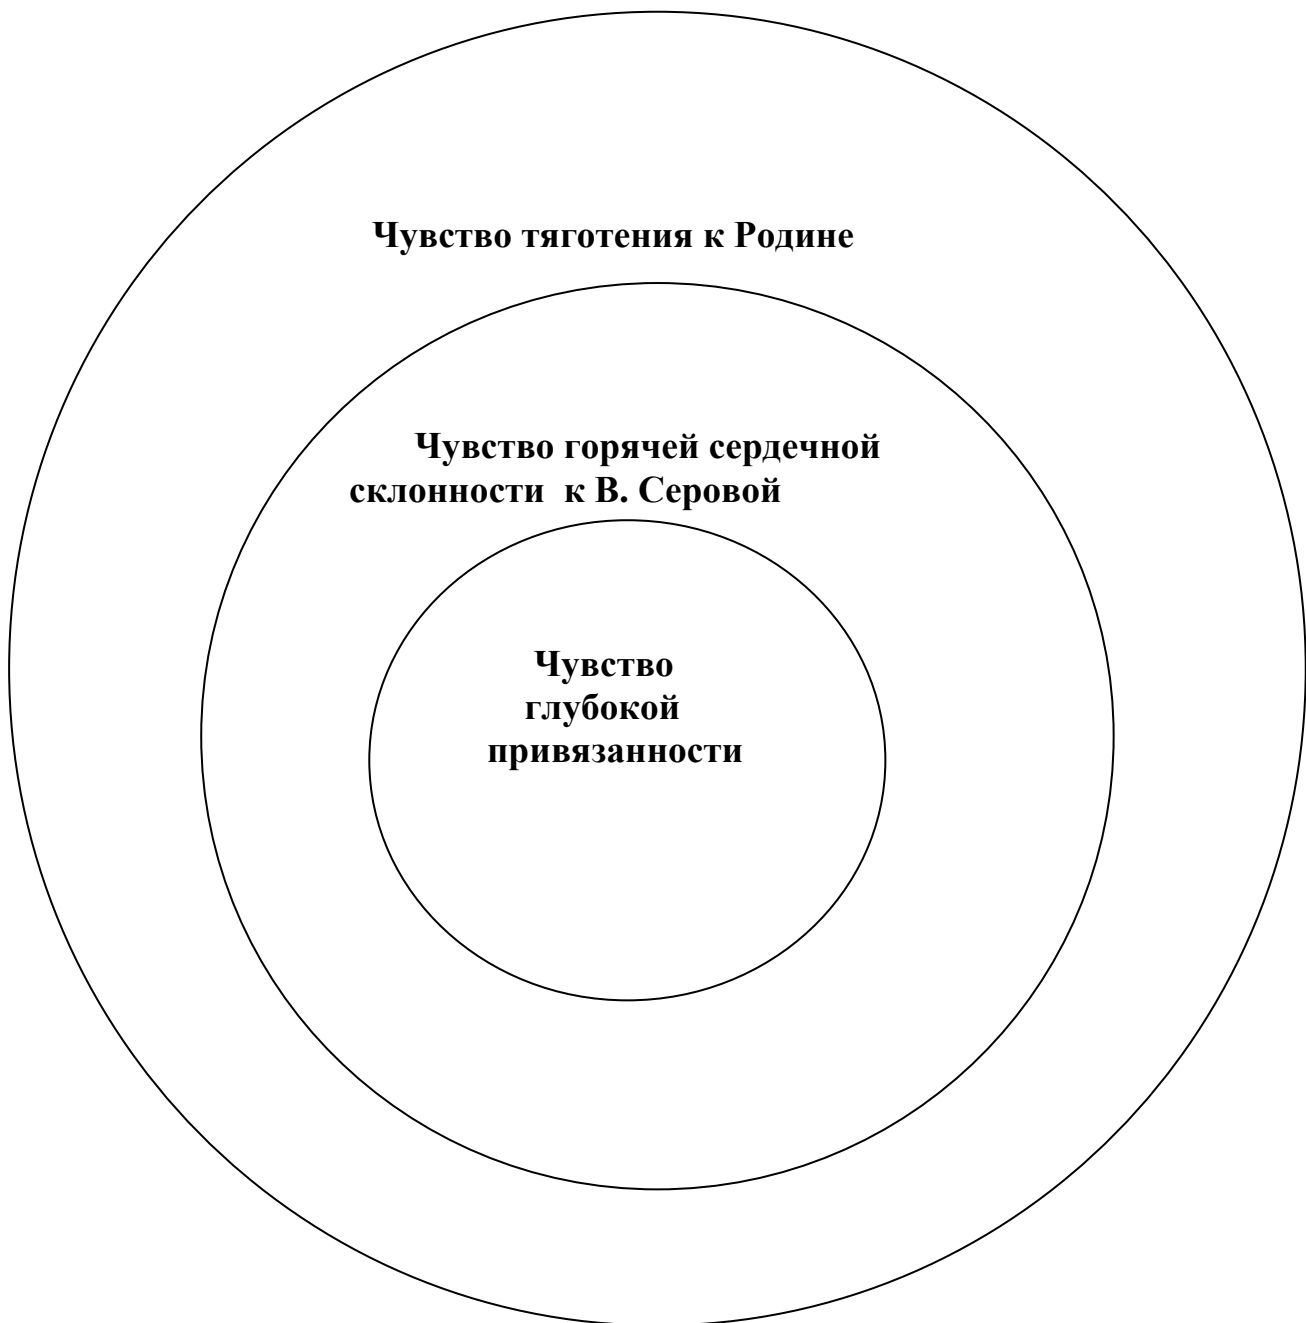 Чувство тяготения к Родине
Чувство горячей сердечной
склонности к В. Серовой
Чувство
глубокой
привязанности